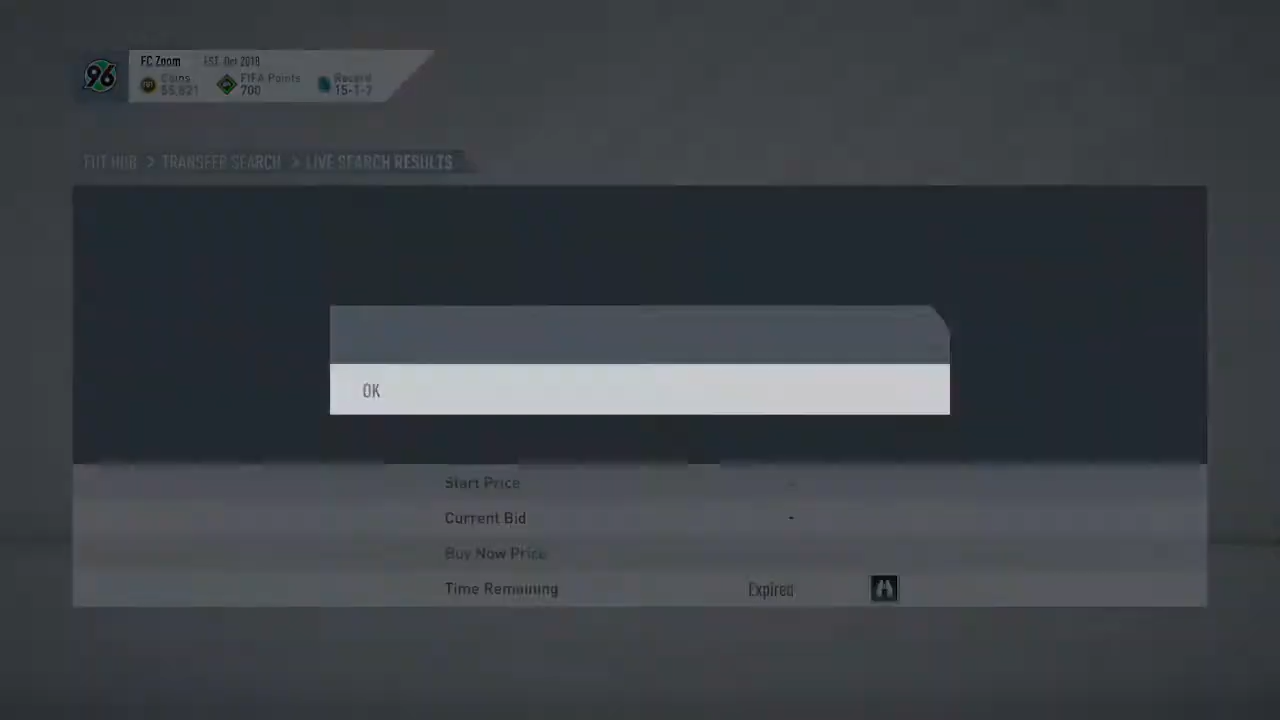 FC Zoom EST. Oct 2018
96
Coins FIFA Points Record
55,821 700 15-1-7
FUT HUB > TRANSFER SEARCH > LIVE SEARCH RESULTS
OK
Start Price -
Current Bid -
Buy Now Price
Time Remaining Expired